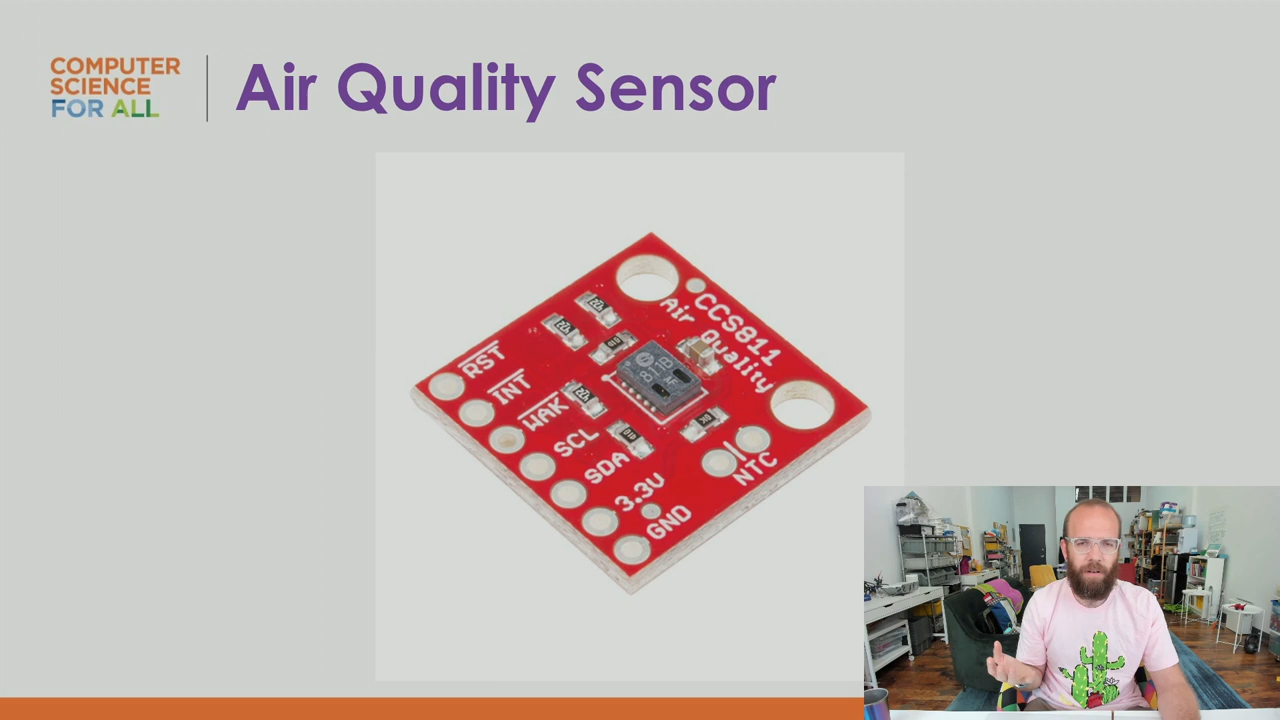 COMPUTER
SCIENCE
FOR ALL
Air Quality Sensor
CCS811
Air Quality
RST
INT
WAK
SCL
SDA
3.3V
GND
NTC
811B